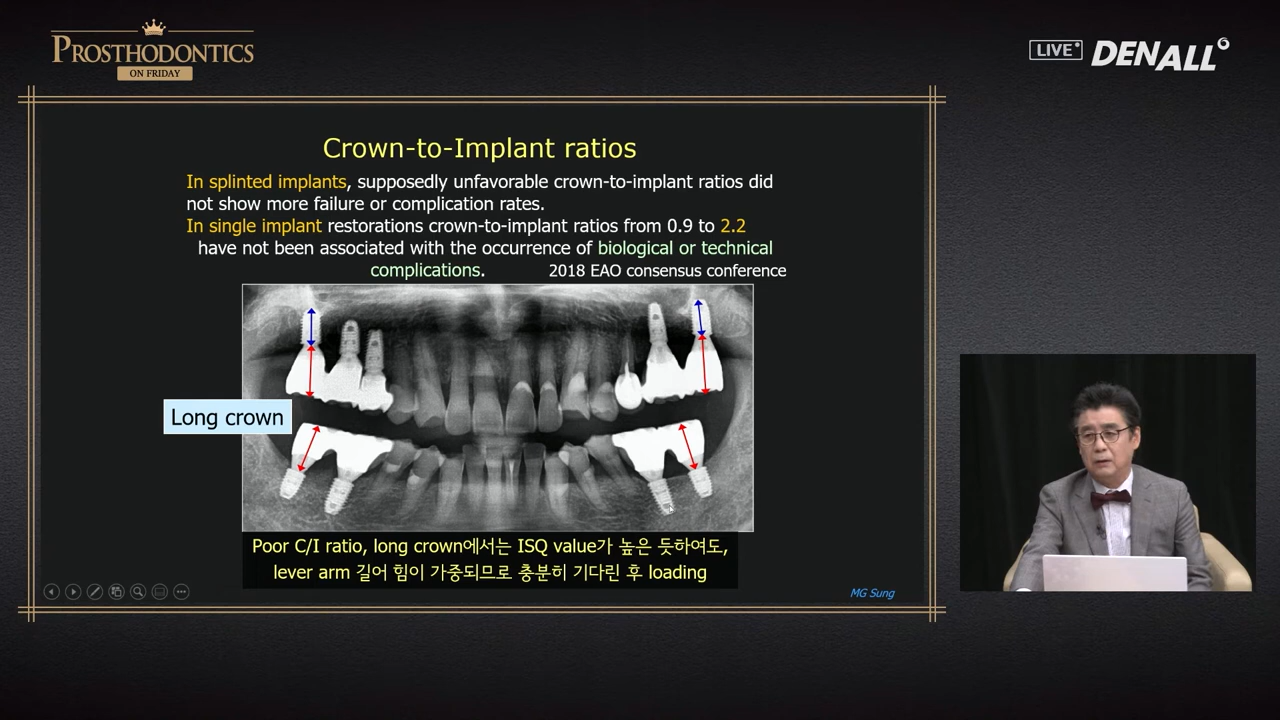 PROSTHODONTICS
ON FRIDAY
LIVE
DENALL
Crown-to-Implant ratios
In splinted implants, supposedly unfavorable crown-to-implant ratios did
not show more failure or complication rates.
In single implant restorations crown-to-implant ratios from 0.9 to 2.2
have not been associated with the occurrence of biological or technical
complications. 2018 EAO consensus conference
Long crown
Poor C/I ratio, long crown에서는 ISQ value가 높은 듯하여도,
lever arm 길어 힘이 가중되므로 충분히 기다린 후 loading
MG Sung